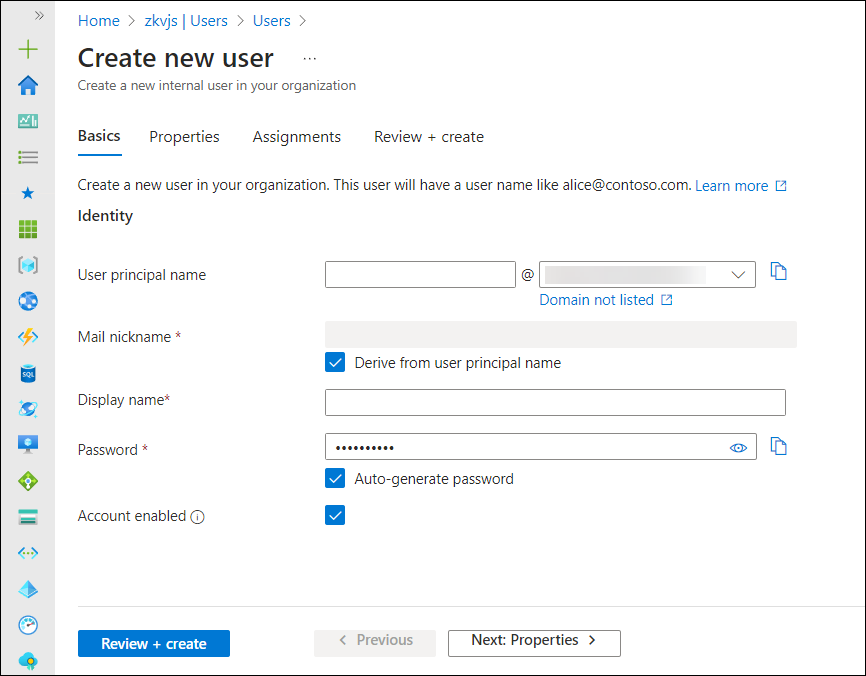 Home > zkvjs | Users > Users >
Create new user ...
Create a new internal user in your organization
Basics Properties Assignments Review + create
Create a new user in your organization. This user will have a user name like alice@contoso.com. Learn more
Identity
User principal name @
Domain not listed
Mail nickname *
Derive from user principal name
Display name*
Password * ••••••••••
Auto-generate password
Account enabled
Review + create < Previous Next: Properties >
SQL